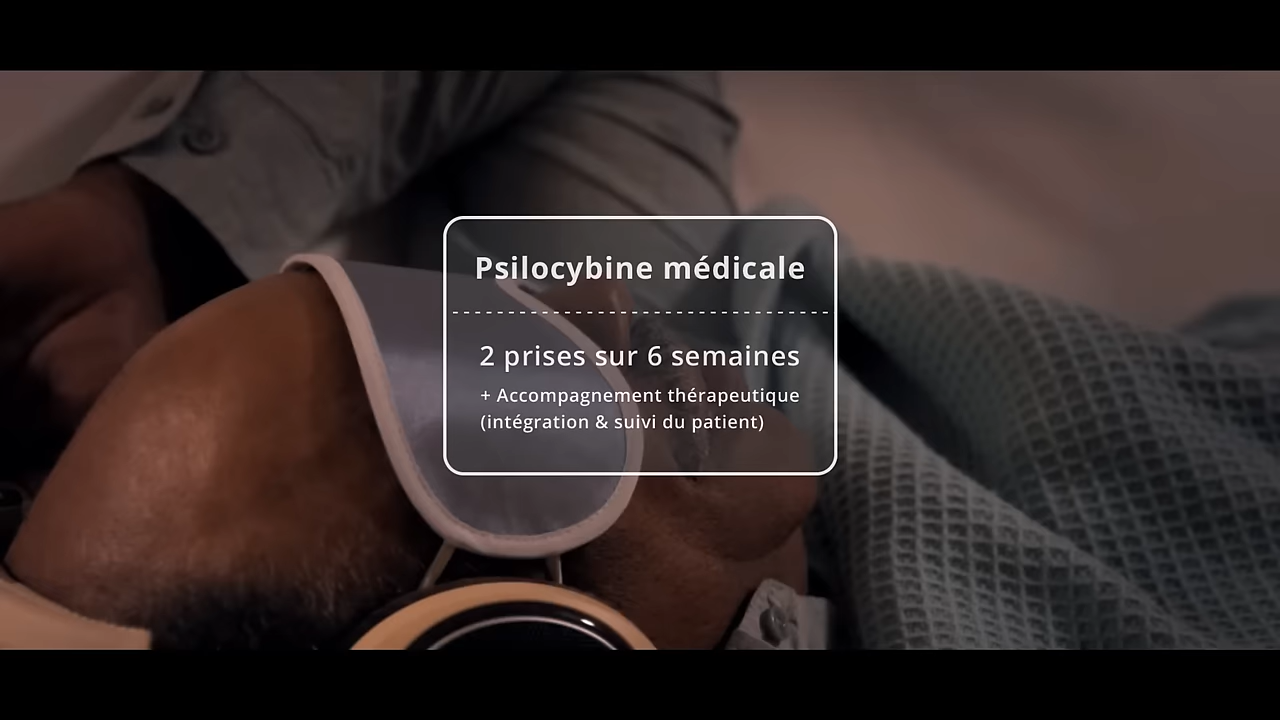 Psilocybine médicale
2 prises sur 6 semaines
+ Accompagnement thérapeutique
(intégration & suivi du patient)